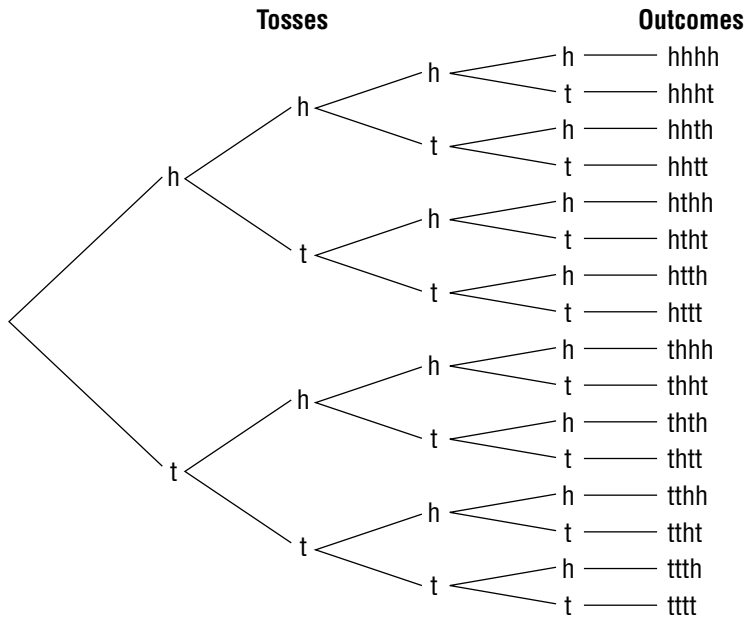 Tosses Outcomes
h hhhh
h
t hhht
h
h hhth
t
t hhtt
h
h hthh
h
t htht
t
h htth
t
t httt
h thhh
h
t thht
h
h thth
t
t thtt
t
h tthh
h
t ttht
t
h ttth
t
t tttt